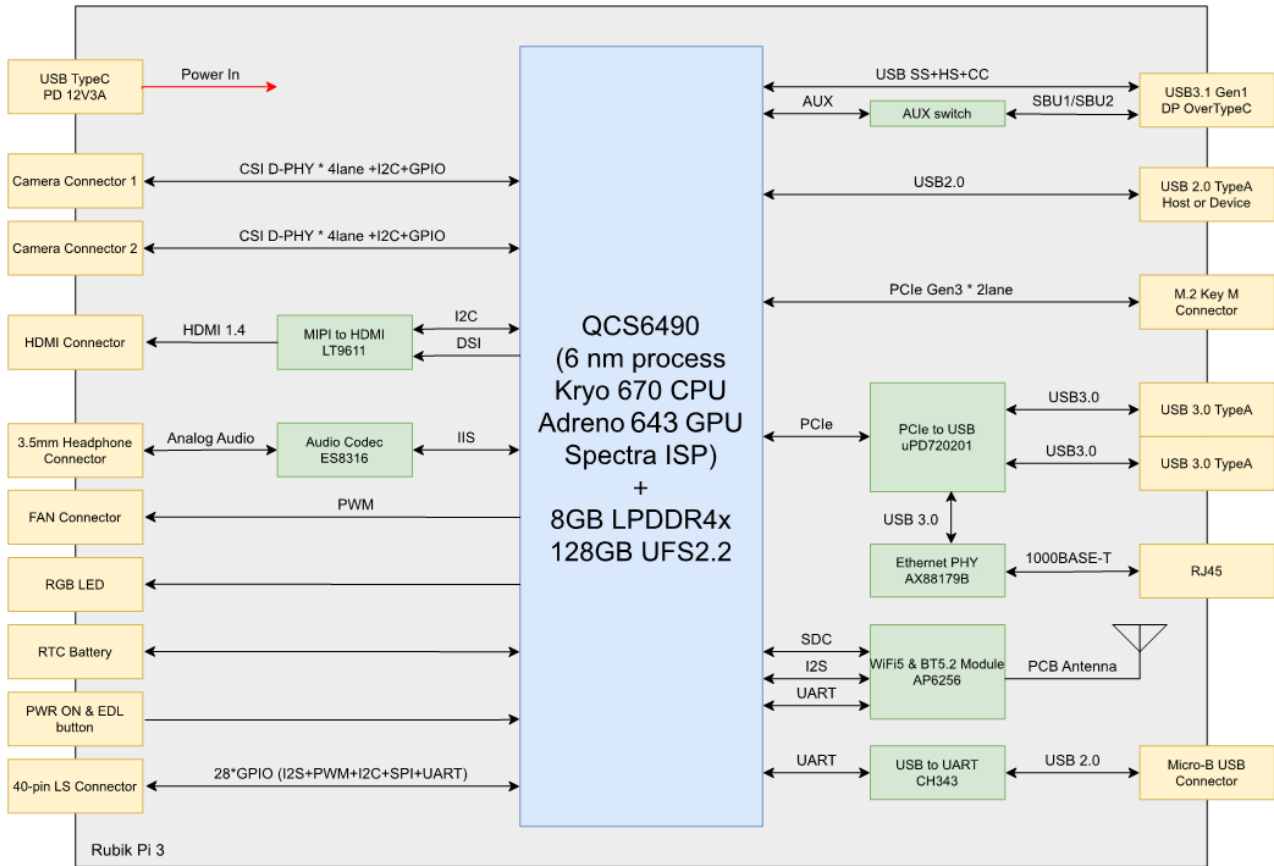 USB TypeC
PD 12V3A
Power In
Camera Connector 1
CSI D-PHY * 4lane +I2C+GPIO
Camera Connector 2
CSI D-PHY * 4lane +I2C+GPIO
HDMI Connector
HDMI 1.4
MIPI to HDMI
LT9611
I2C
DSI
3.5mm Headphone
Connector
Analog Audio
Audio Codec
ES8316
IIS
FAN Connector
PWM
RGB LED
RTC Battery
PWR ON & EDL
button
40-pin LS Connector
28*GPIO (I2S+PWM+I2C+SPI+UART)
QCS6490
(6 nm process
Kryo 670 CPU
Adreno 643 GPU
Spectra ISP)
+
8GB LPDDR4x
128GB UFS2.2
USB SS+HS+CC
AUX
AUX switch
SBU1/SBU2
USB3.1 Gen1
DP OverTypeC
USB2.0
USB 2.0 TypeA
Host or Device
PCIe Gen3 * 2lane
M.2 Key M
Connector
PCIe
PCIe to USB
uPD720201
USB3.0
USB 3.0 TypeA
USB3.0
USB 3.0 TypeA
USB 3.0
Ethernet PHY
AX88179B
1000BASE-T
RJ45
SDC
I2S
UART
WiFi5 & BT5.2 Module
AP6256
PCB Antenna
UART
USB to UART
CH343
USB 2.0
Micro-B USB
Connector
Rubik Pi 3